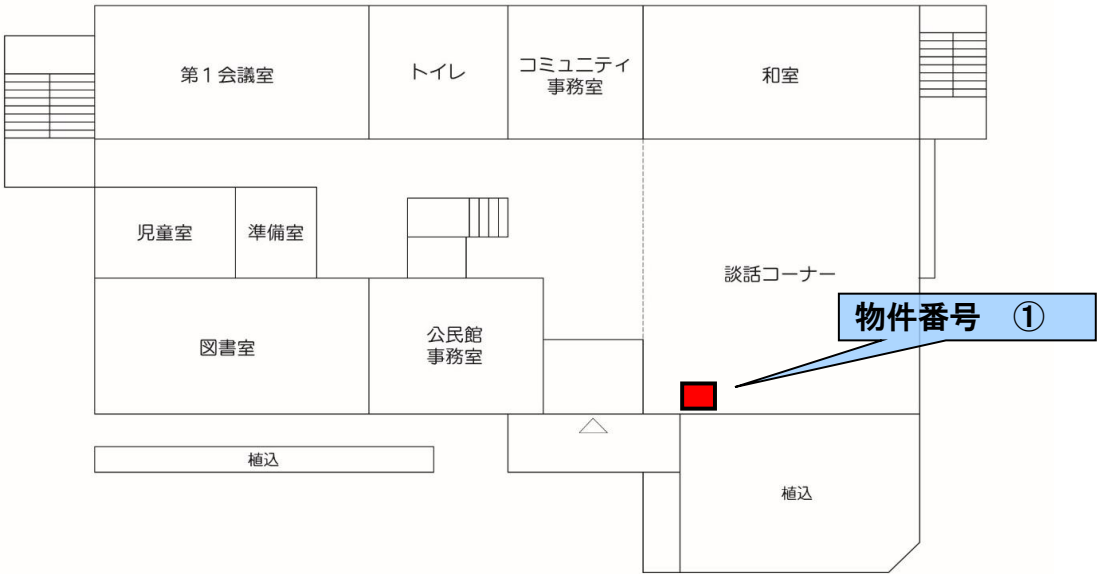 第１会議室
トイレ
コミュニティ
事務室
和室
児童室
準備室
談話コーナー
物件番号　①
図書室
公民館
事務室
植込
植込